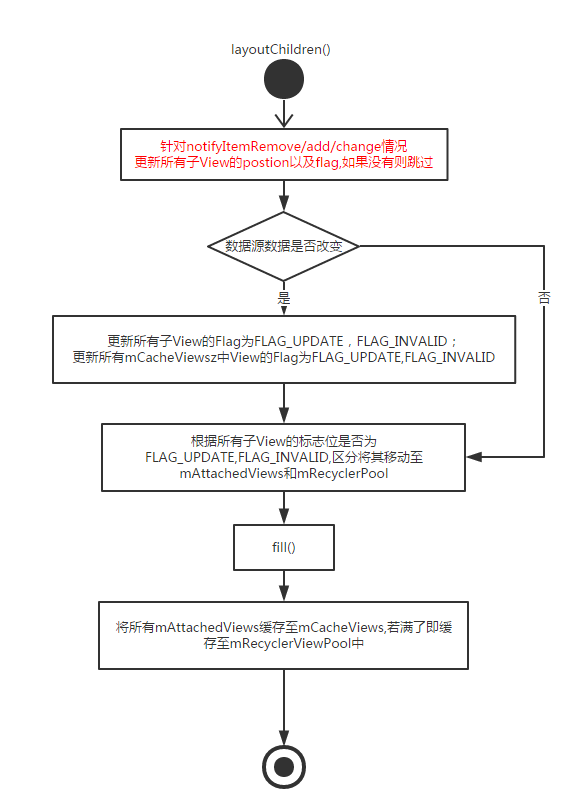 layoutChildren()
针对notifyItemRemove/add/change情况
更新所有子View的postion以及flag,如果没有则跳过
数据源数据是否改变
是
否
更新所有子View的Flag为FLAG_UPDATE，FLAG_INVALID；
更新所有mCacheViewsz中View的Flag为FLAG_UPDATE,FLAG_INVALID
根据所有子View的标志位是否为
FLAG_UPDATE,FLAG_INVALID,区分将其移动至
mAttachedViews和mRecyclerPool
fill()
将所有mAttachedViews缓存至mCacheViews,若满了即缓
存至mRecyclerViewPool中